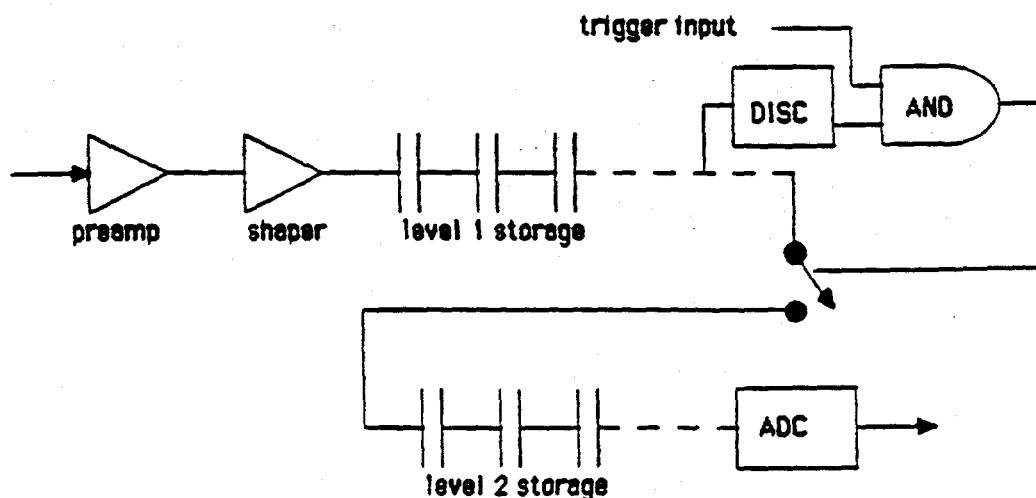 trigger input
DISC
AND
preamp
shaper
level 1 storage
ADC
level 2 storage